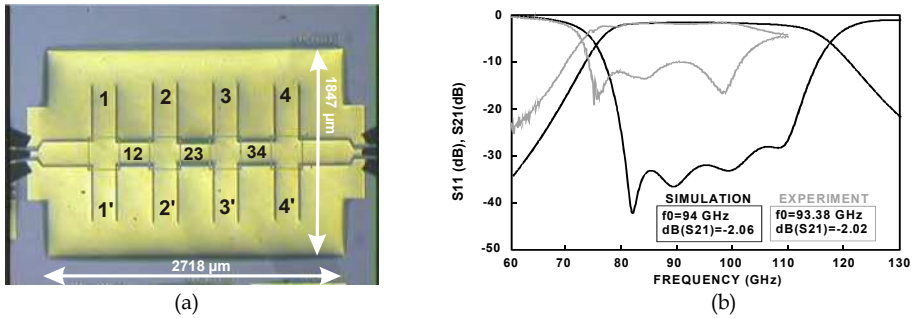 1 2 3 4
1847 µm
12 23 34
1' 2' 3' 4'
2718 µm
(a)
0
-10
-20
-30
-40
-50
S11 (dB), S21(dB)
SIMULATION
f0=94 GHz
dB(S21)=-2.06
EXPERIMENT
f0=93.38 GHz
dB(S21)=-2.02
60 70 80 90 100 110 120 130
FREQUENCY (GHz)
(b)